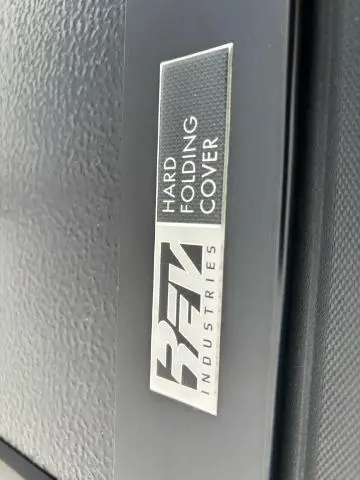 REV
INDUSTRIES
HARD
FOLDING
COVER